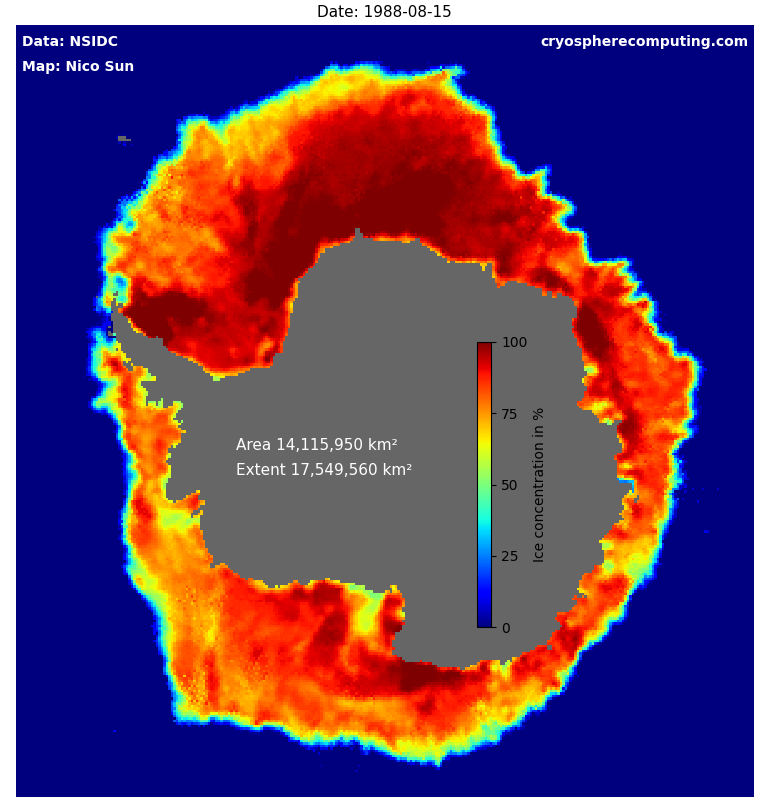 Date: 1988-08-15
Data: NSIDC
cryospherecomputing.com
Map: Nico Sun
100
75
50
25
0
Ice concentration in %
Area 14,115,950 km²
Extent 17,549,560 km²